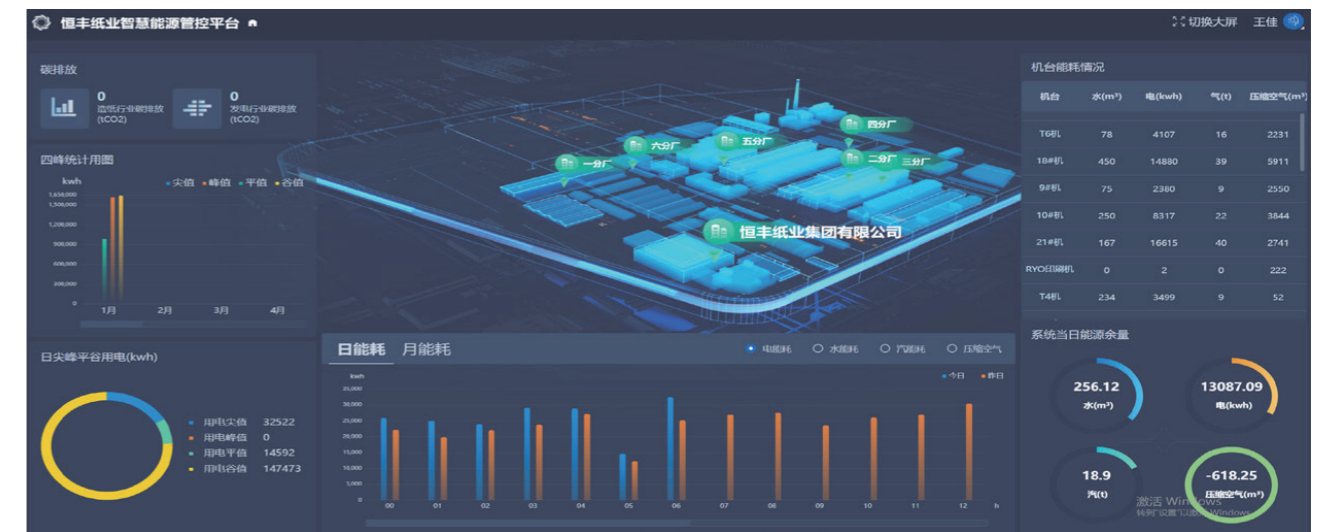 恒丰纸业智慧能源管控平台
切换大屏 王佳
碳排放
0
造纸行业碳排放
(tCO2)
0
发电行业碳排放
(tCO2)
四峰统计用图
kwh
尖值 峰值 平值 谷值
1,650,000
1,500,000
1,200,000
900,000
600,000
300,000
0
1月 2月 3月 4月
日尖峰平谷用电(kwh)
用电尖值 32522
用电峰值 0
用电平值 14592
用电谷值 147473
四分厂
五分厂
六分厂
一分厂
二分厂 三分厂
恒丰纸业集团有限公司
日能耗 月能耗
电能耗 水能耗 汽能耗 压缩空气
kwh
今日 昨日
35,000
30,000
25,000
20,000
15,000
10,000
5,000
0
00 01 02 03 04 05 06 07 08 09 10 11 12 h
机台能耗情况
机台 水(m³) 电(kwh) 气(t) 压缩空气(m³)
T6机 78 4107 16 2231
18#机 450 14880 39 5911
9#机 75 2380 9 2550
10#机 250 8317 22 3844
21#机 167 16615 40 2741
RYO印刷机 0 2 0 222
T4机 234 3499 9 52
系统当日能源余量
256.12
水(m³)
13087.09
电(kwh)
18.9
汽(t)
-618.25
压缩空气(m³)
激活 Windows